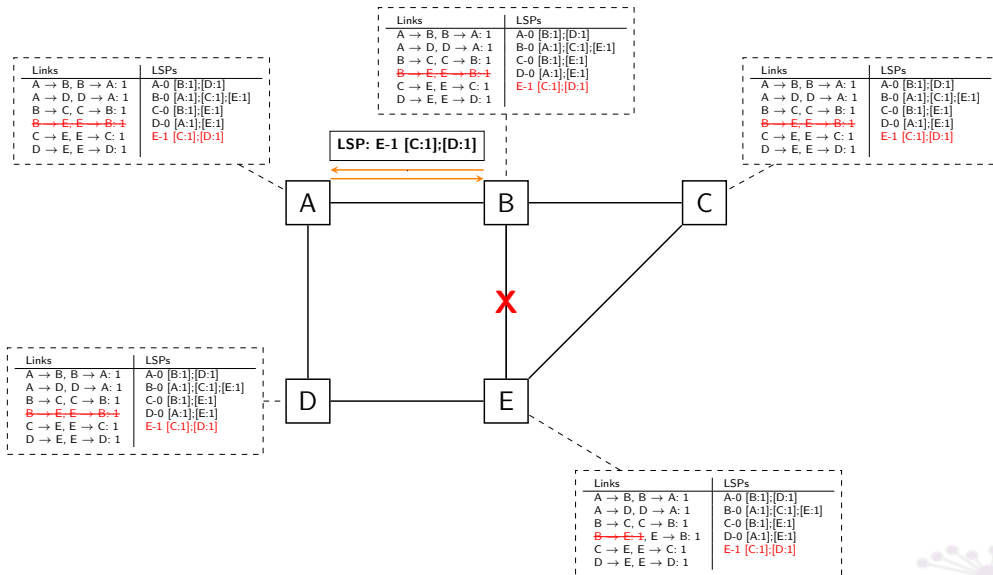 Links LSPs
A → B, B → A: 1 A-0 [B:1];[D:1]
A → D, D → A: 1 B-0 [A:1];[C:1];[E:1]
B → C, C → B: 1 C-0 [B:1];[E:1]
B → E, E → B: 1 D-0 [A:1];[E:1]
C → E, E → C: 1 E-1 [C:1];[D:1]
D → E, E → D: 1
Links LSPs
A → B, B → A: 1 A-0 [B:1];[D:1]
A → D, D → A: 1 B-0 [A:1];[C:1];[E:1]
B → C, C → B: 1 C-0 [B:1];[E:1]
B → E, E → B: 1 D-0 [A:1];[E:1]
C → E, E → C: 1 E-1 [C:1];[D:1]
D → E, E → D: 1
Links LSPs
A → B, B → A: 1 A-0 [B:1];[D:1]
A → D, D → A: 1 B-0 [A:1];[C:1];[E:1]
B → C, C → B: 1 C-0 [B:1];[E:1]
B → E, E → B: 1 D-0 [A:1];[E:1]
C → E, E → C: 1 E-1 [C:1];[D:1]
D → E, E → D: 1
LSP: E-1 [C:1];[D:1]
A B C
X
D E
Links LSPs
A → B, B → A: 1 A-0 [B:1];[D:1]
A → D, D → A: 1 B-0 [A:1];[C:1];[E:1]
B → C, C → B: 1 C-0 [B:1];[E:1]
B → E, E → B: 1 D-0 [A:1];[E:1]
C → E, E → C: 1 E-1 [C:1];[D:1]
D → E, E → D: 1
Links LSPs
A → B, B → A: 1 A-0 [B:1];[D:1]
A → D, D → A: 1 B-0 [A:1];[C:1];[E:1]
B → C, C → B: 1 C-0 [B:1];[E:1]
B → E: 1, E → B: 1 D-0 [A:1];[E:1]
C → E, E → C: 1 E-1 [C:1];[D:1]
D → E, E → D: 1